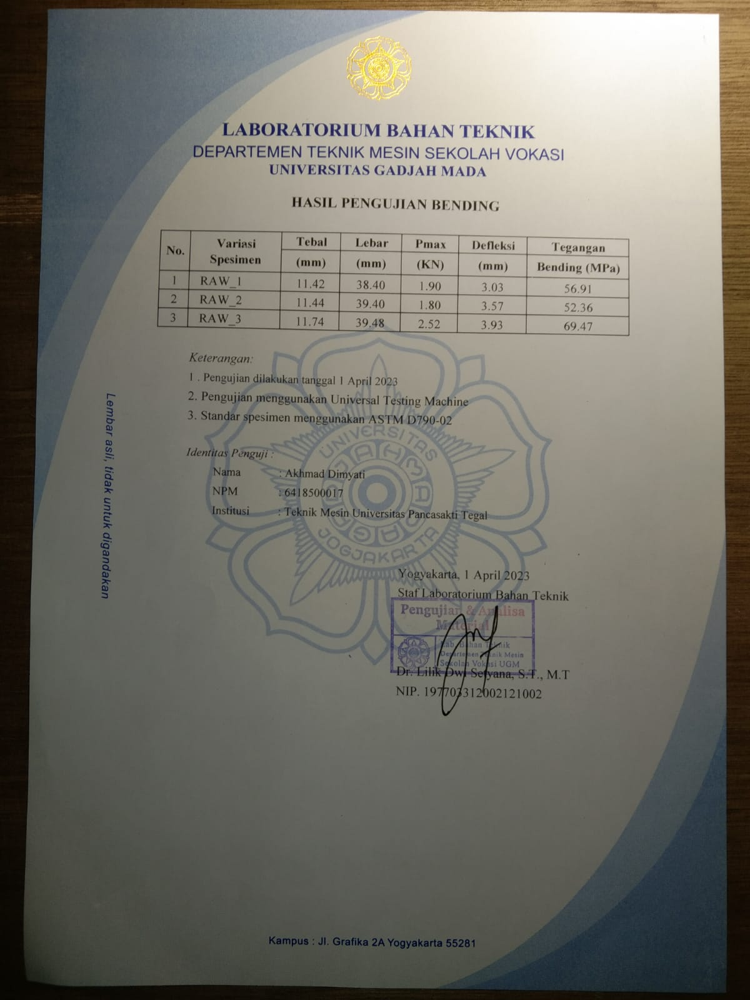 LABORATORIUM BAHAN TEKNIK
DEPARTEMEN TEKNIK MESIN SEKOLAH VOKASI
UNIVERSITAS GADJAH MADA
HASIL PENGUJIAN BENDING
No. Variasi Spesimen Tebal (mm) Lebar (mm) Pmax (KN) Defleksi (mm) Tegangan Bending (MPa)
1 RAW_1 11.42 38.40 1.90 3.03 56.91
2 RAW_2 11.44 39.40 1.80 3.57 52.36
3 RAW_3 11.74 39.48 2.52 3.93 69.47
Keterangan:
1 . Pengujian dilakukan tanggal 1 April 2023
2. Pengujian menggunakan Universal Testing Machine
3. Standar spesimen menggunakan ASTM D790-02
Identitas Penguji :
Nama : Akhmad Dimyati
NPM : 6418500017
Institusi : Teknik Mesin Universitas Pancasakti Tegal
UNIVERSITAS
GADJAH MADA
JOGJAKARTA
Lembar asli, tidak untuk digandakan
Yogyakarta, 1 April 2023
Staf Laboratorium Bahan Teknik
Pengujian & Analisa
Material
Lab. Bahan Teknik
Departemen Teknik Mesin
Sekolah Vokasi UGM
Dr. Lilik Dwi Setyana, S.T., M.T
NIP. 197703312002121002
Kampus : Jl. Grafika 2A Yogyakarta 55281